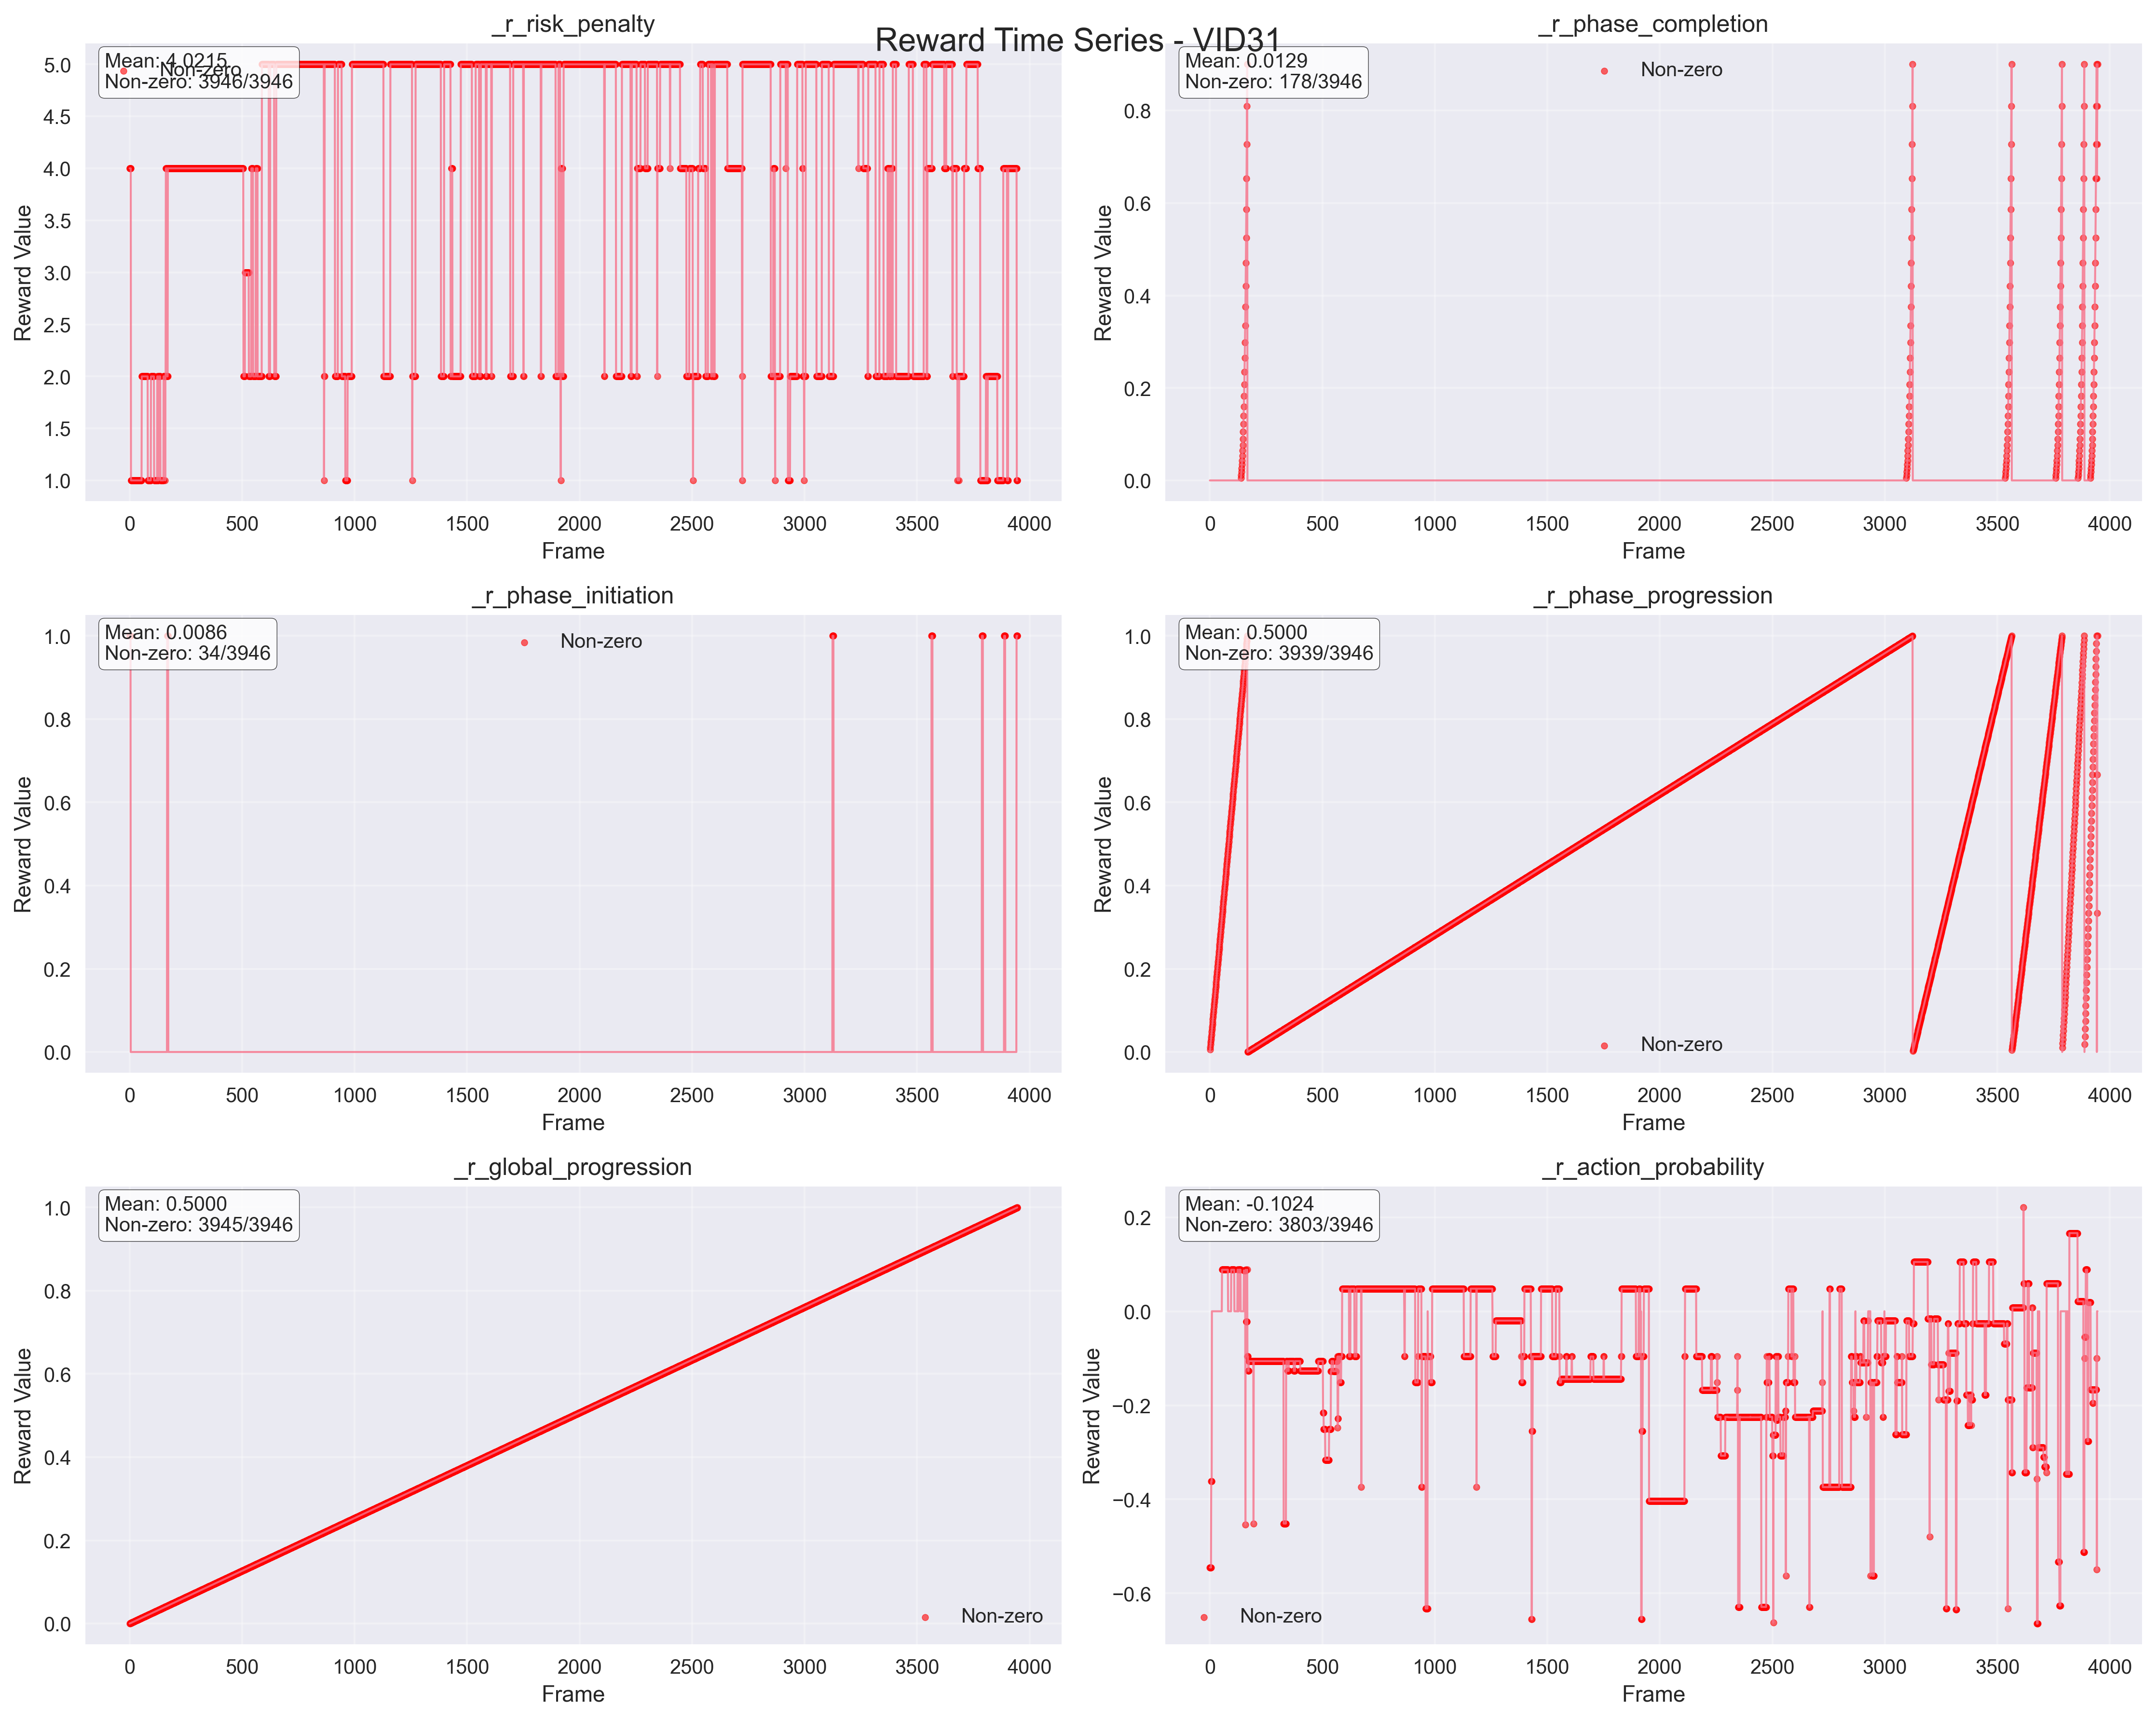 Reward Time Series - VID31
_r_risk_penalty
Mean: 4.0215
Non-zero: 3946/3946
Non-zero
5.0
4.5
4.0
3.5
3.0
2.5
2.0
1.5
1.0
Reward Value
0 500 1000 1500 2000 2500 3000 3500 4000
Frame
_r_phase_completion
Mean: 0.0129
Non-zero: 178/3946
Non-zero
0.8
0.6
0.4
0.2
0.0
Reward Value
0 500 1000 1500 2000 2500 3000 3500 4000
Frame
_r_phase_initiation
Mean: 0.0086
Non-zero: 34/3946
Non-zero
1.0
0.8
0.6
0.4
0.2
0.0
Reward Value
0 500 1000 1500 2000 2500 3000 3500 4000
Frame
_r_phase_progression
Mean: 0.5000
Non-zero: 3939/3946
Non-zero
1.0
0.8
0.6
0.4
0.2
0.0
Reward Value
0 500 1000 1500 2000 2500 3000 3500 4000
Frame
_r_global_progression
Mean: 0.5000
Non-zero: 3945/3946
Non-zero
1.0
0.8
0.6
0.4
0.2
0.0
Reward Value
0 500 1000 1500 2000 2500 3000 3500 4000
Frame
_r_action_probability
Mean: -0.1024
Non-zero: 3803/3946
Non-zero
0.2
0.0
−0.2
−0.4
−0.6
Reward Value
0 500 1000 1500 2000 2500 3000 3500 4000
Frame